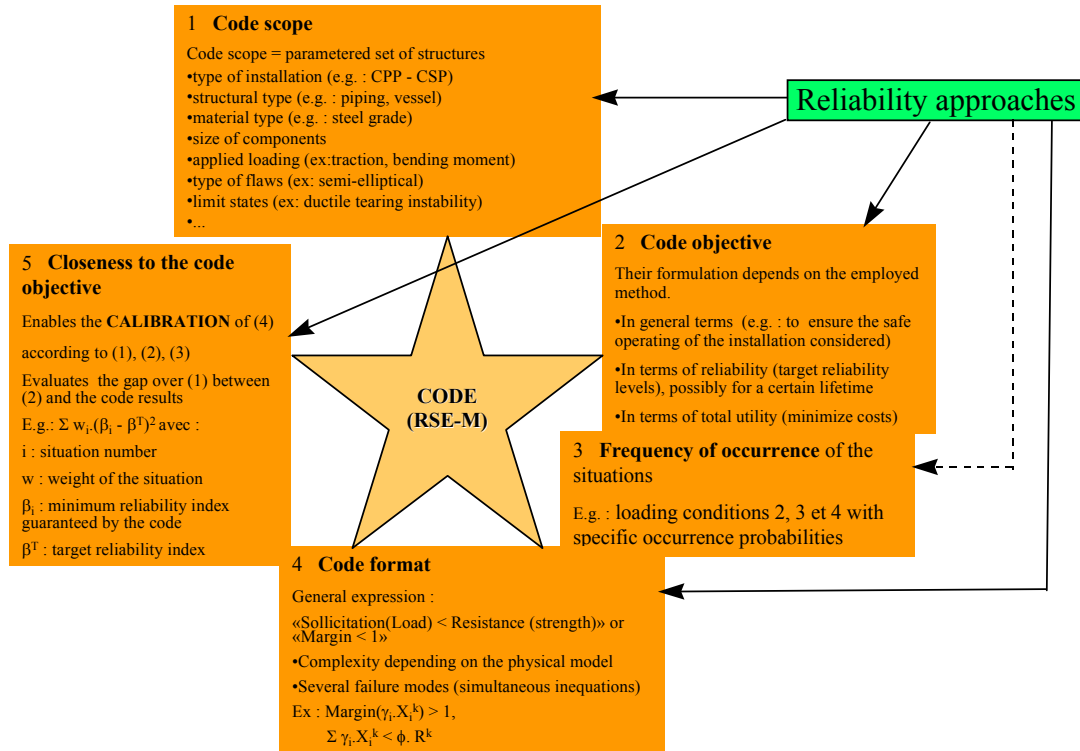 1 Code scope
Code scope = parametered set of structures
•type of installation (e.g. : CPP - CSP)
•structural type (e.g. : piping, vessel)
•material type (e.g. : steel grade)
•size of components
•applied loading (ex:traction, bending moment)
•type of flaws (ex: semi-elliptical)
•limit states (ex: ductile tearing instability)
•...
Reliability approaches
2 Code objective
Their formulation depends on the employed
method.
•In general terms (e.g. : to ensure the safe
operating of the installation considered)
•In terms of reliability (target reliability
levels), possibly for a certain lifetime
•In terms of total utility (minimize costs)
3 Frequency of occurrence of the
situations
E.g. : loading conditions 2, 3 et 4 with
specific occurrence probabilities
4 Code format
General expression :
«Sollicitation(Load) < Resistance (strength)» or
«Margin < 1»
•Complexity depending on the physical model
•Several failure modes (simultaneous inequations)
Ex : Margin(γi.Xi^k) > 1,
Σ γi.Xi^k < ϕ. R^k
5 Closeness to the code
objective
Enables the CALIBRATION of (4)
according to (1), (2), (3)
Evaluates the gap over (1) between
(2) and the code results
E.g.: Σ wi.(βi - β^T)² avec :
i : situation number
w : weight of the situation
βi : minimum reliability index
guaranteed by the code
β^T : target reliability index
CODE
(RSE-M)